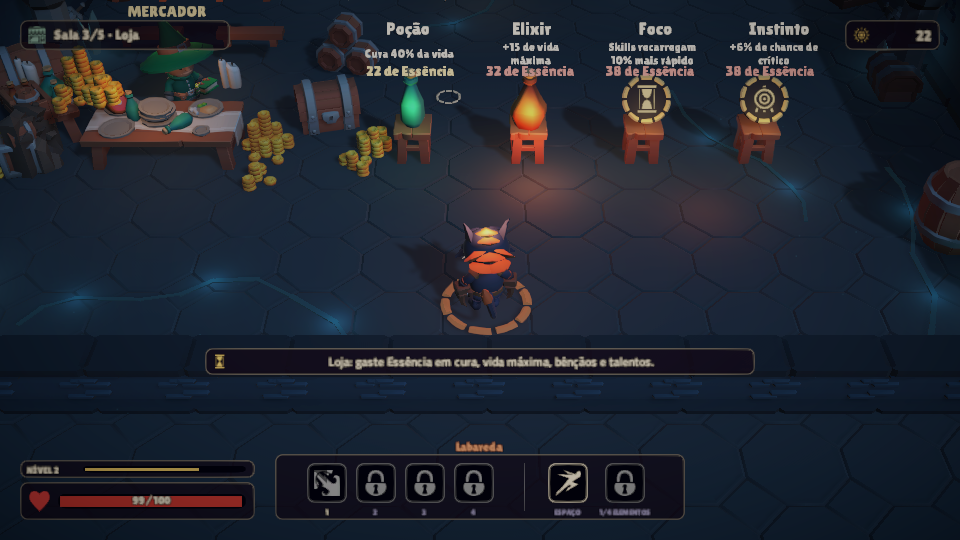 MERCADOR
Sala 3/5 - Loja
Poção
Cura 40% da vida
22 de Essência
Elixir
+15 de vida
máxima
32 de Essência
Foco
Skills recarregam
10% mais rápido
38 de Essência
Instinto
+6% de chance de
crítico
38 de Essência
22
Loja: gaste Essência em cura, vida máxima, bênçãos e talentos.
Labareda
NÍVEL 2
99/100
1
2
3
4
ESPAÇO
1/4 ELEMENTOS